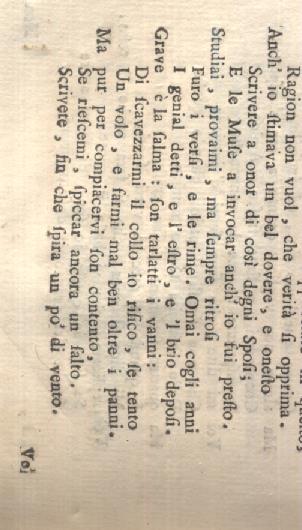 Ragion non vuol, che verità ſi opprima.
Anch' io ſtimava un bel dovere, e oneſto
Scrivere a onor di così degni Spoſi;
E le Muſe a invocar anch' io fui preſto.
Studiai, provaimi, ma ſempre ritroſi
Furo i verſi, e le rime. Omai cogli anni
I genial detti, e l' eſtro, e 'l brio depoſi.
Grave è la ſalma: ſon tarlatti i vanni:
Di ſcavezzarmi il collo io riſico, ſe tento
Un volo, e farmi mal ben oltre i panni.
Ma pur per compiacervi ſon contento,
Se rieſcemi, ſpiccar ancora un ſalto.
Scrivete, fin che ſpira un po' di vento.
Voi